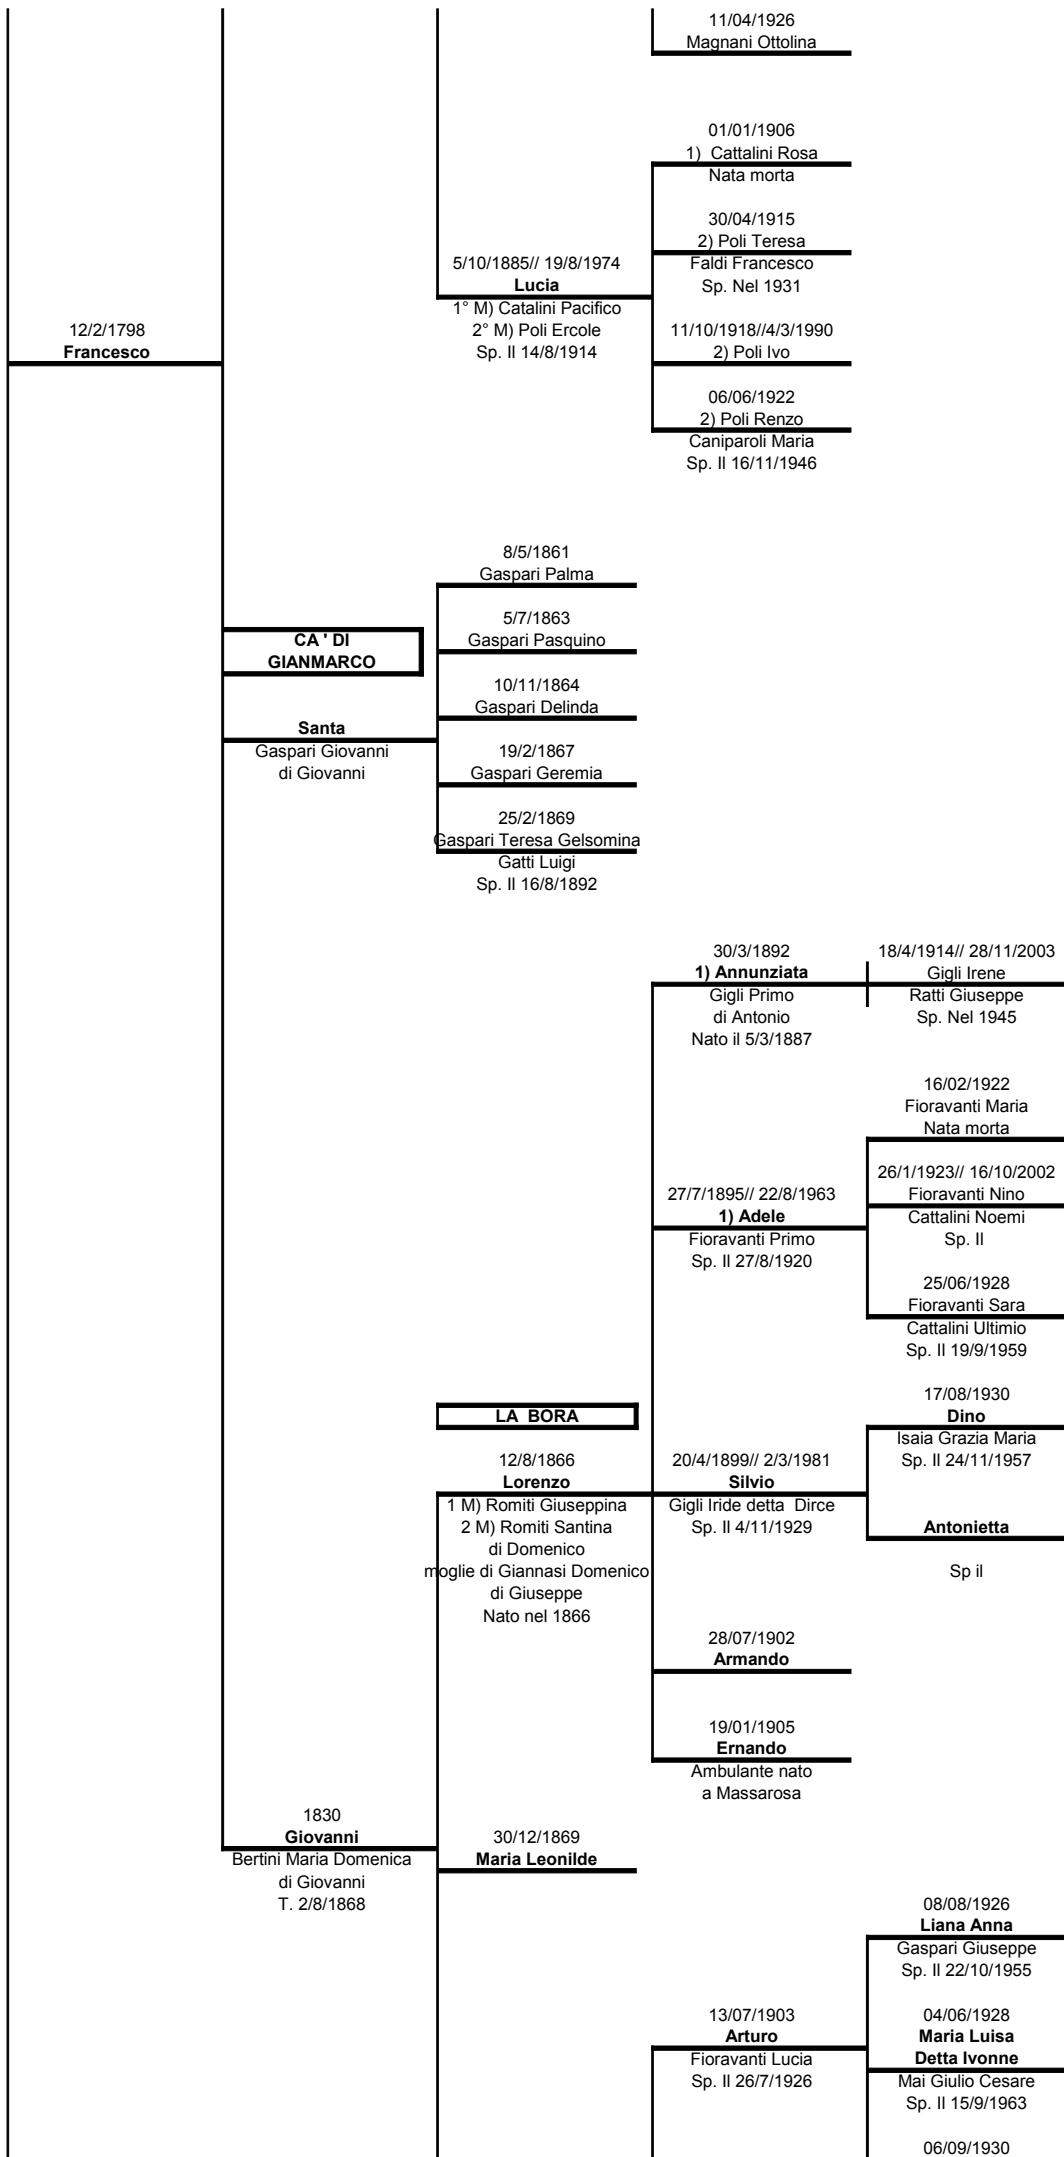 11/04/1926
Magnani Ottolina
01/01/1906
1) Cattalini Rosa
Nata morta
30/04/1915
2) Poli Teresa
Faldi Francesco
Sp. Nel 1931
5/10/1885// 19/8/1974
Lucia
1° M) Catalini Pacifico
2° M) Poli Ercole
Sp. Il 14/8/1914
12/2/1798
Francesco
11/10/1918//4/3/1990
2) Poli Ivo
06/06/1922
2) Poli Renzo
Caniparoli Maria
Sp. Il 16/11/1946
8/5/1861
Gaspari Palma
5/7/1863
Gaspari Pasquino
CA ' DI
GIANMARCO
10/11/1864
Gaspari Delinda
Santa
Gaspari Giovanni
di Giovanni
19/2/1867
Gaspari Geremia
25/2/1869
Gaspari Teresa Gelsomina
Gatti Luigi
Sp. Il 16/8/1892
30/3/1892
1) Annunziata
Gigli Primo
di Antonio
Nato il 5/3/1887
18/4/1914// 28/11/2003
Gigli Irene
Ratti Giuseppe
Sp. Nel 1945
16/02/1922
Fioravanti Maria
Nata morta
27/7/1895// 22/8/1963
1) Adele
Fioravanti Primo
Sp. Il 27/8/1920
26/1/1923// 16/10/2002
Fioravanti Nino
Cattalini Noemi
Sp. Il
25/06/1928
Fioravanti Sara
Cattalini Ultimio
Sp. Il 19/9/1959
LA BORA
12/8/1866
Lorenzo
1 M) Romiti Giuseppina
2 M) Romiti Santina
di Domenico
moglie di Giannasi Domenico
di Giuseppe
Nato nel 1866
20/4/1899// 2/3/1981
Silvio
Gigli Iride detta Dirce
Sp. Il 4/11/1929
17/08/1930
Dino
Isaia Grazia Maria
Sp. Il 24/11/1957
Antonietta
Sp il
28/07/1902
Armando
19/01/1905
Ernando
Ambulante nato
a Massarosa
1830
Giovanni
Bertini Maria Domenica
di Giovanni
T. 2/8/1868
30/12/1869
Maria Leonilde
08/08/1926
Liana Anna
Gaspari Giuseppe
Sp. Il 22/10/1955
13/07/1903
Arturo
Fioravanti Lucia
Sp. Il 26/7/1926
04/06/1928
Maria Luisa
Detta Ivonne
Mai Giulio Cesare
Sp. Il 15/9/1963
06/09/1930